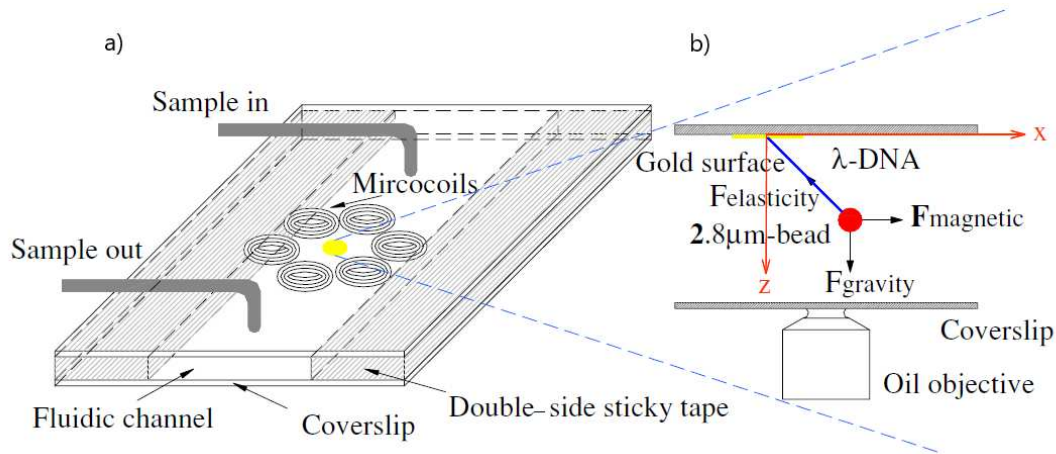 a)
Sample in
Mircocoils
Sample out
Fluidic channel
Coverslip
Double-side sticky tape
b)
x
Gold surface
λ-DNA
Felasticity
2.8μm-bead
Fmagnetic
z
Fgravity
Coverslip
Oil objective